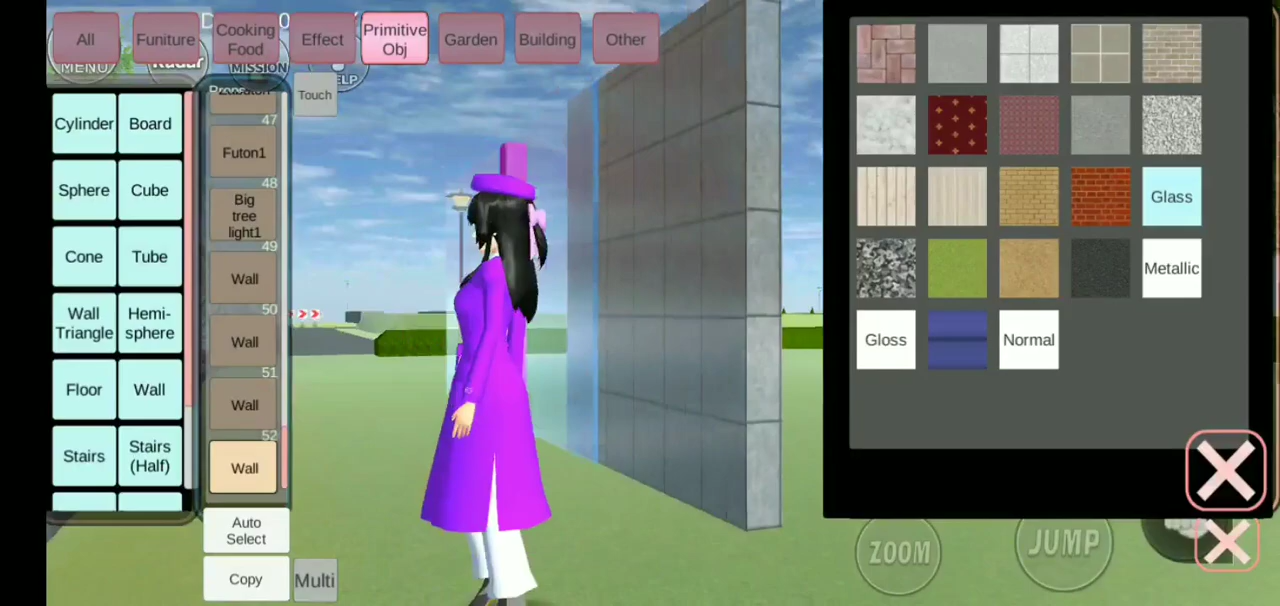 All
Funiture
Cooking
Food
Effect
Primitive
Obj
Garden
Building
Other
MENU
Radar
MISSION
Touch
Cylinder
Board
47
Futon1
Sphere
Cube
48
Big
tree
light1
Cone
Tube
49
Wall
Wall
Triangle
Hemi-
sphere
50
Wall
Floor
Wall
51
Wall
Stairs
Stairs
(Half)
52
Wall
Auto
Select
Copy
Multi
Glass
Metallic
Gloss
Normal
ZOOM
JUMP